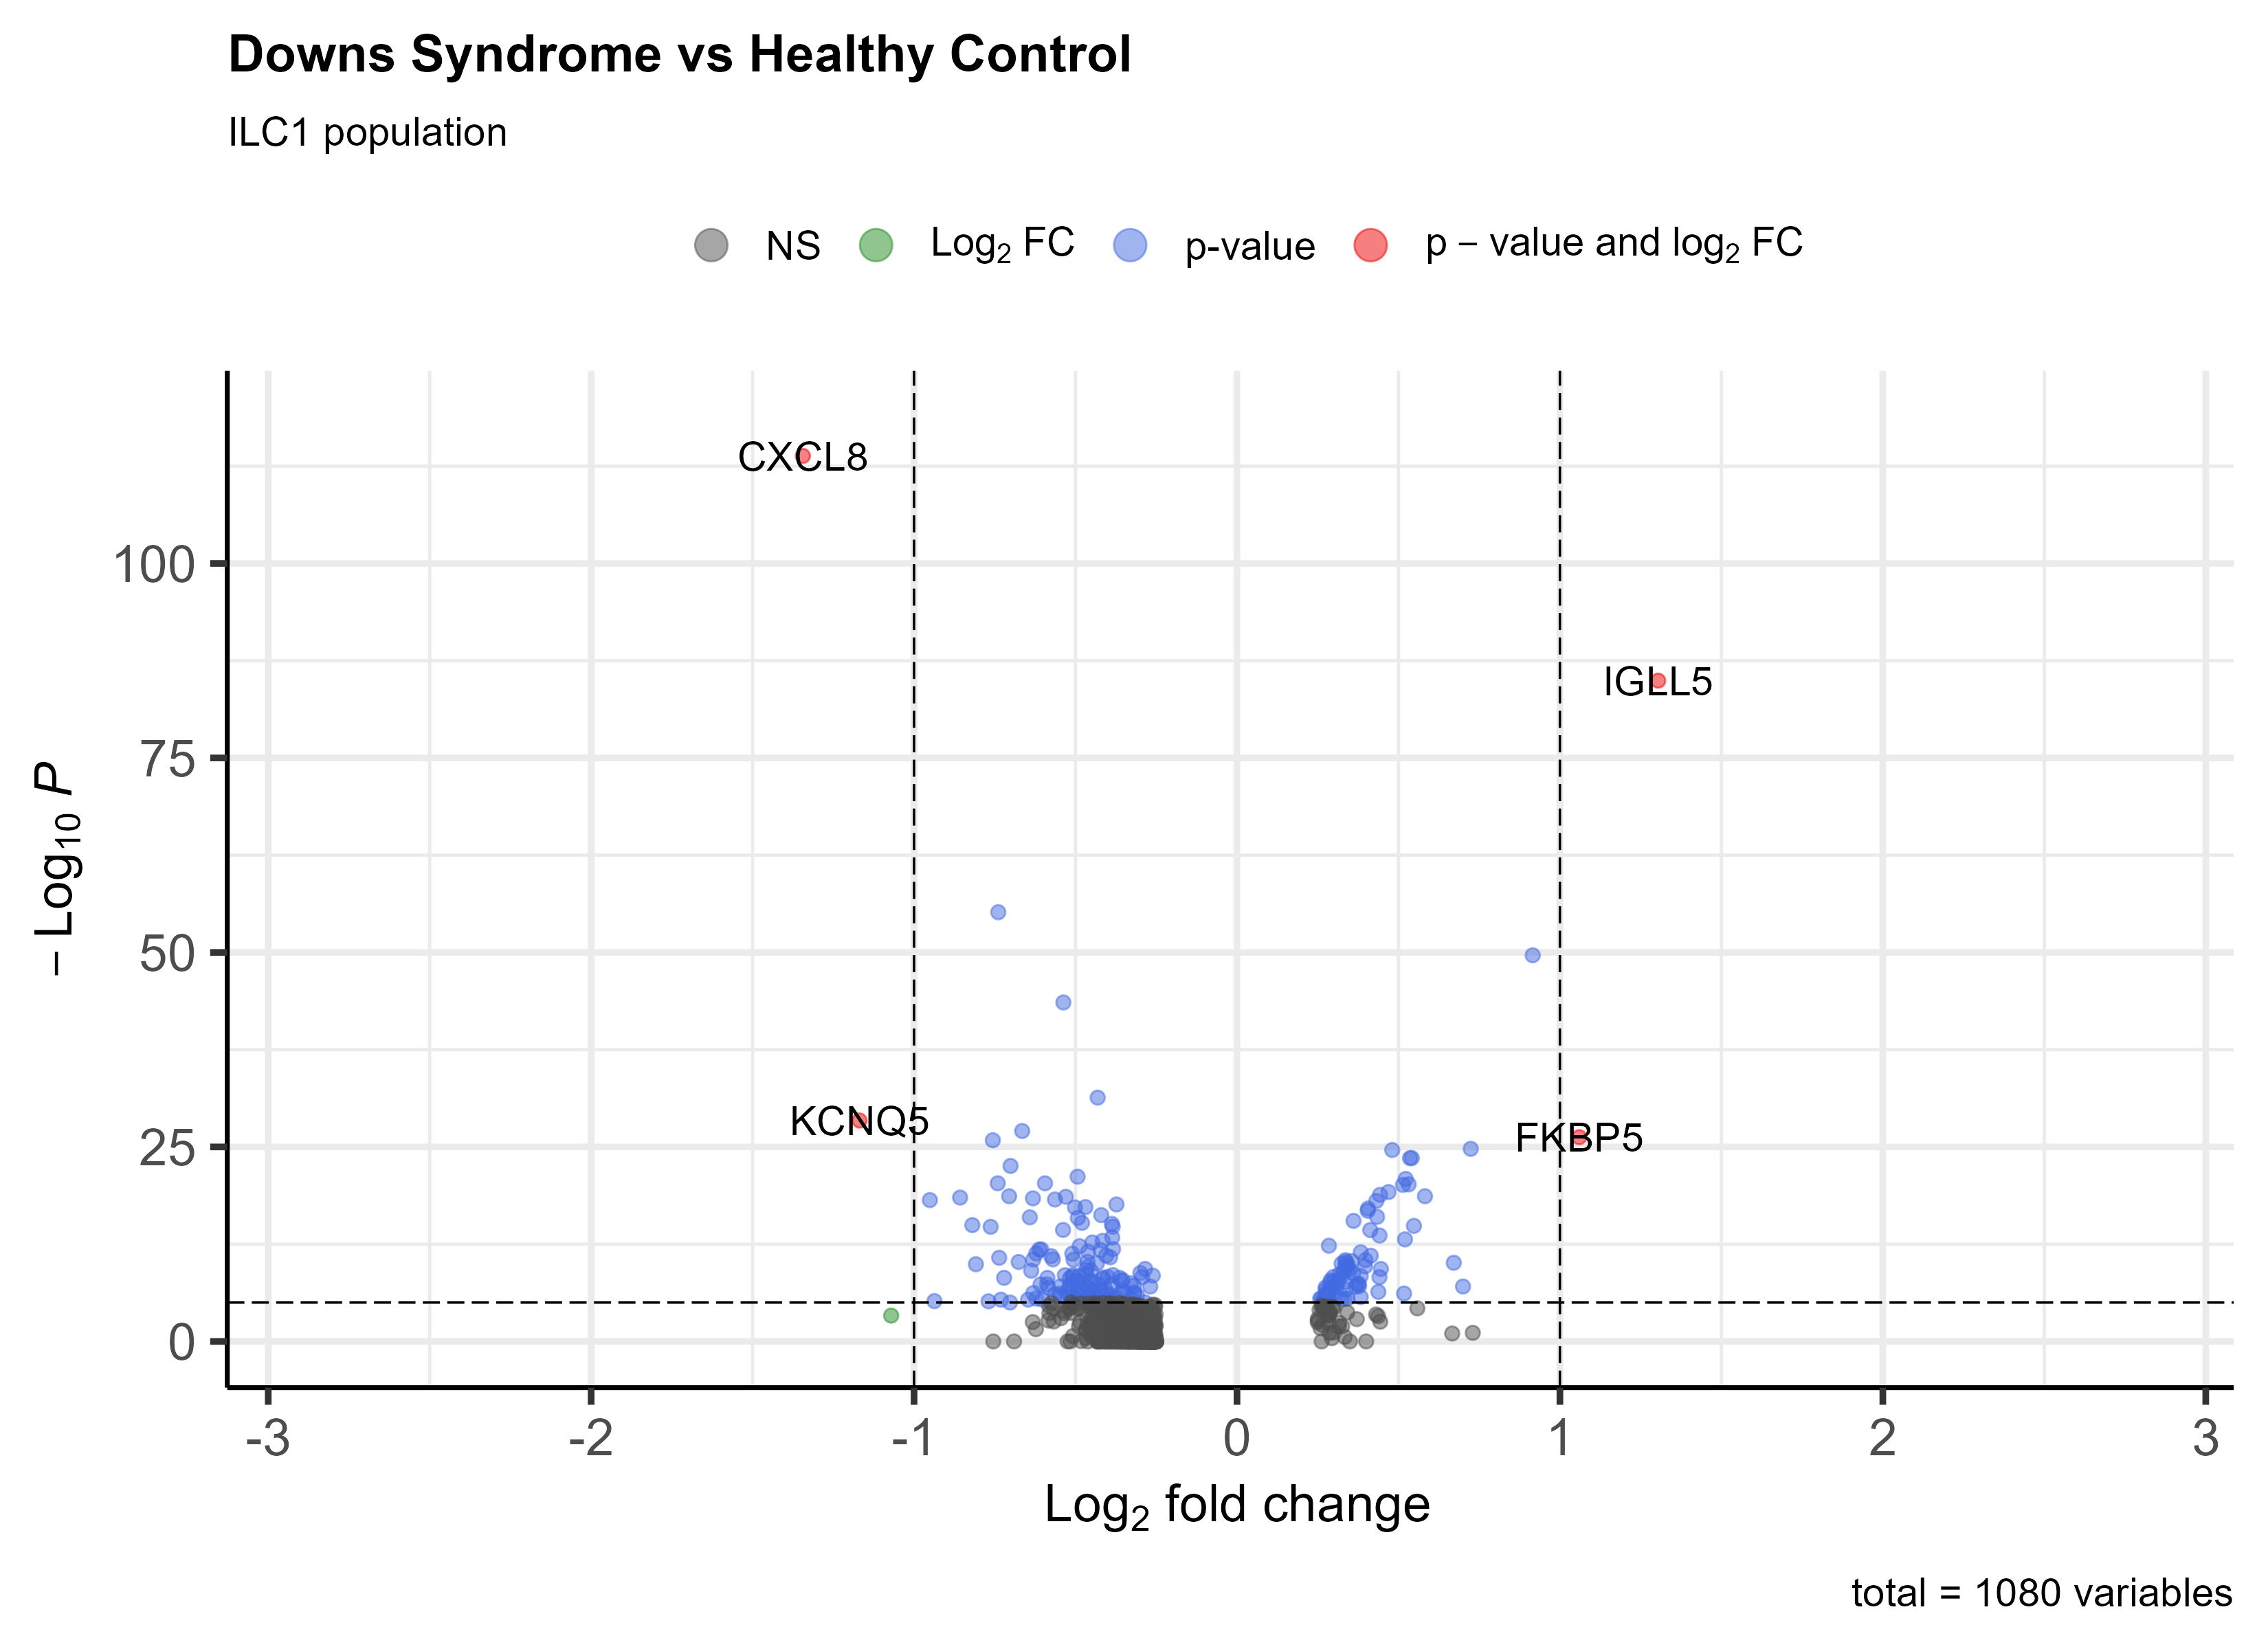 Downs Syndrome vs Healthy Control
ILC1 population
NS Log₂ FC p-value p − value and log₂ FC
CXCL8
100
IGLL5
75
− Log₁₀ P
50
KCNQ5
FKBP5
25
0
-3 -2 -1 0 1 2 3
Log₂ fold change
total = 1080 variables